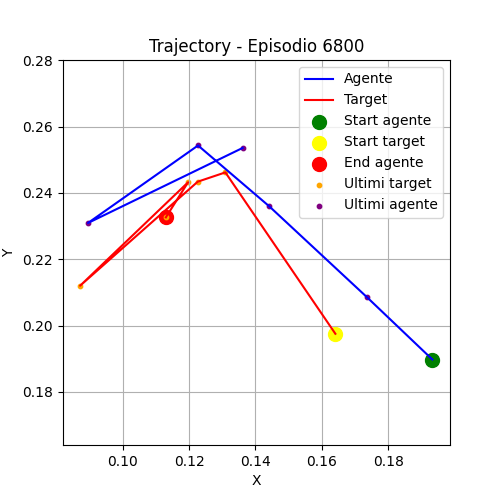 Trajectory - Episodio 6800
0.28
0.26
0.24
0.22
0.20
0.18
Y
0.10
0.12
0.14
0.16
0.18
X
Agente
Target
Start agente
Start target
End agente
Ultimi target
Ultimi agente